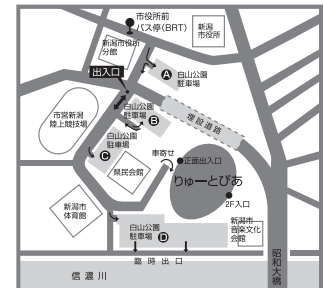 市役所前
バス停(BRT)
新潟
市役所
新潟市役所
分館
出入口
A
白山公園
駐車場
白山公園
駐車場
B
埋設道路
市営新潟
陸上競技場
白山公園
駐車場
C
車寄せ
正面出入口
りゅーとぴあ
県民会館
2F入口
新潟市
体育館
白山公園
駐車場 D
新潟市
音楽文化
会館
臨時出口
昭和大橋
信濃川